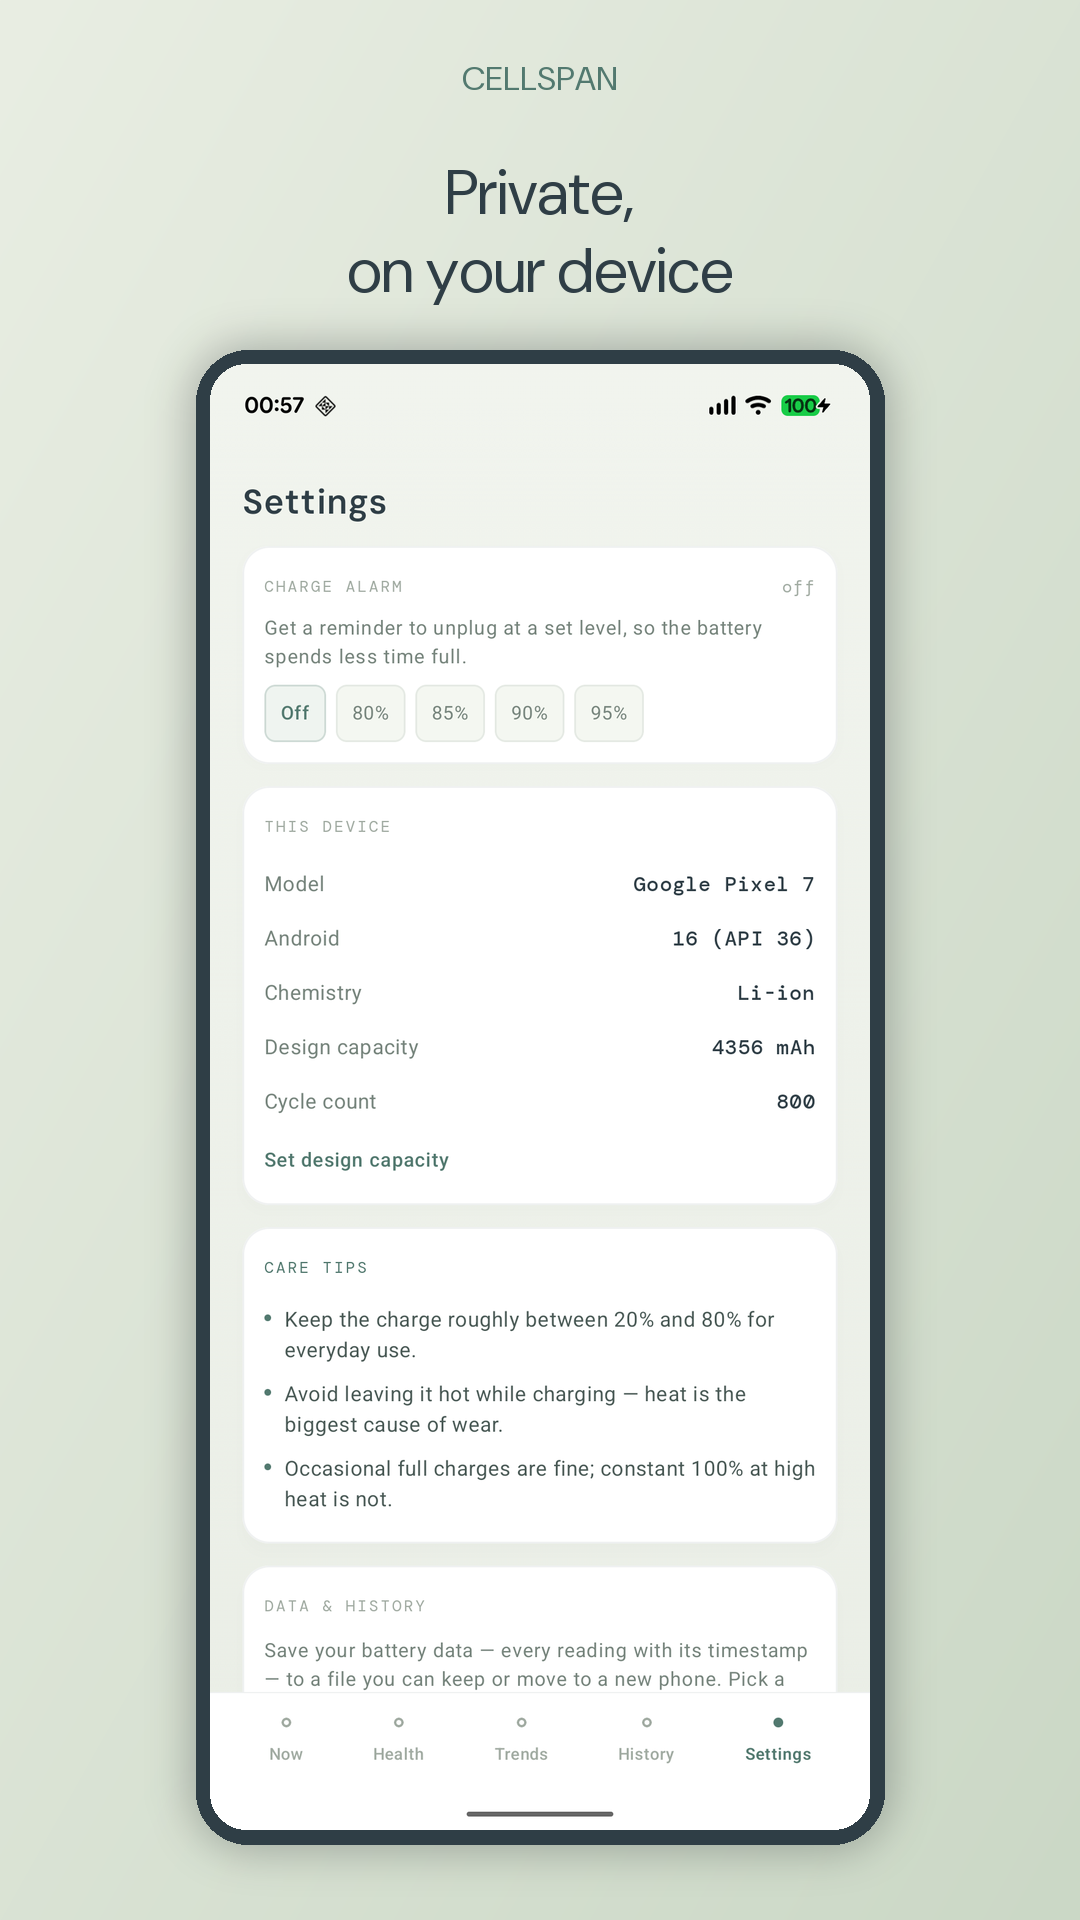 CELLSPAN
Private,
on your device
00:57
100
Settings
CHARGE ALARM
off
Get a reminder to unplug at a set level, so the battery
spends less time full.
Off 80% 85% 90% 95%
THIS DEVICE
Model Google Pixel 7
Android 16 (API 36)
Chemistry Li-ion
Design capacity 4356 mAh
Cycle count 800
Set design capacity
CARE TIPS
• Keep the charge roughly between 20% and 80% for
everyday use.
• Avoid leaving it hot while charging — heat is the
biggest cause of wear.
• Occasional full charges are fine; constant 100% at high
heat is not.
DATA & HISTORY
Save your battery data — every reading with its timestamp
— to a file you can keep or move to a new phone. Pick a
Now Health Trends History Settings